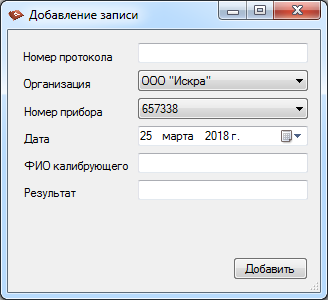 Добавление записи
Номер протокола
Организация ООО "Искра"
Номер прибора 657338
Дата 25 марта 2018 г.
ФИО калибрующего
Результат
Добавить